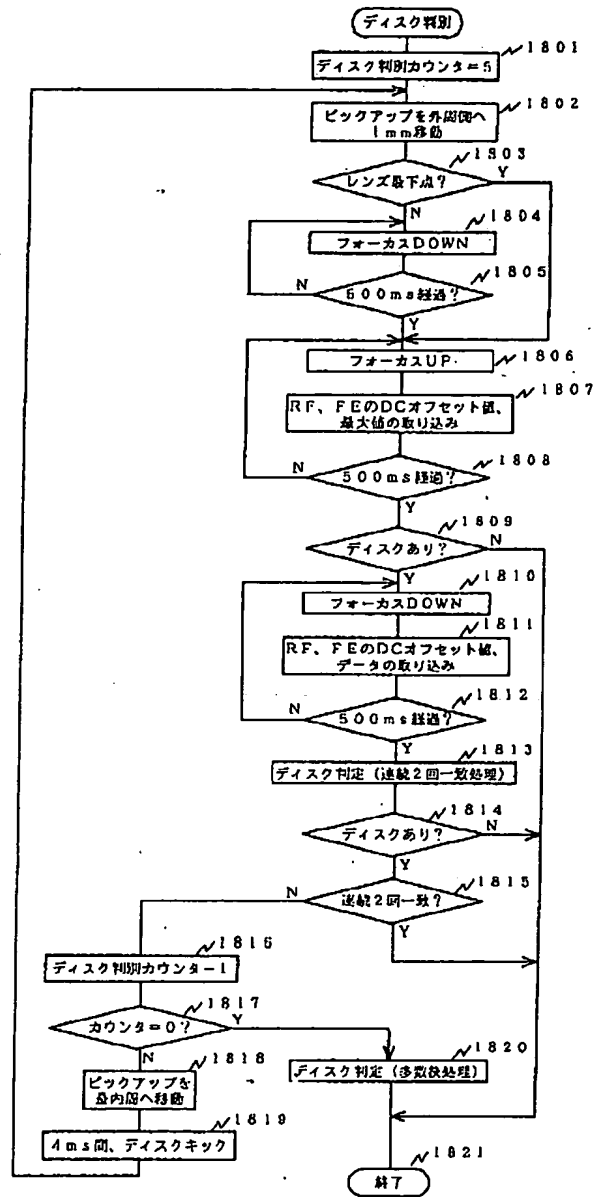 ディスク判別
1801
ディスク判別カウンター=5
1802
ピックアップを外周側へ
1mm移動
1803
レンズ最下点?
Y
N
1804
フォーカスDOWN
1805
600ms経過?
N
Y
フォーカスUP
1806
1807
RF、FEのDCオフセット値、
最大値の取り込み
1808
N
500ms経過?
Y
1809
ディスクあり?
N
Y
1810
フォーカスDOWN
1811
RF、FEのDCオフセット値、
データの取り込み
1812
N
500ms経過?
Y
1813
ディスク判定(連続2回一致処理)
1814
ディスクあり?
N
Y
1815
N
連続2回一致?
Y
1816
ディスク判別カウンター-1
1817
カウンタ=0?
Y
N
1818
ピックアップを
最内周へ移動
1819
4ms間、ディスクキック
1820
ディスク判定(多数決処理)
1821
終了